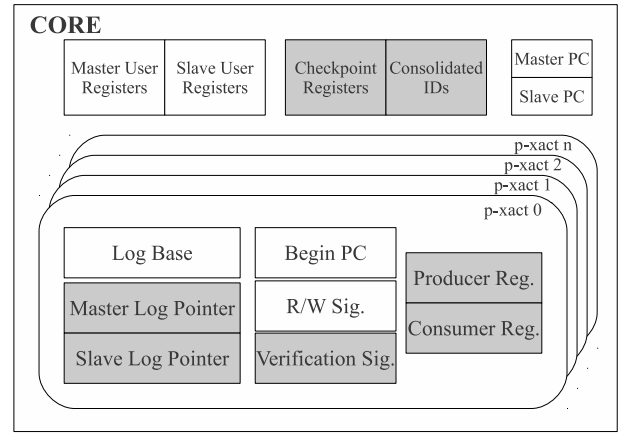 CORE
Master User
Registers
Slave User
Registers
Checkpoint
Registers
Consolidated
IDs
Master PC
Slave PC
p-xact n
p-xact 2
p-xact 1
p-xact 0
Log Base
Master Log Pointer
Slave Log Pointer
Begin PC
R/W Sig.
Verification Sig.
Producer Reg.
Consumer Reg.